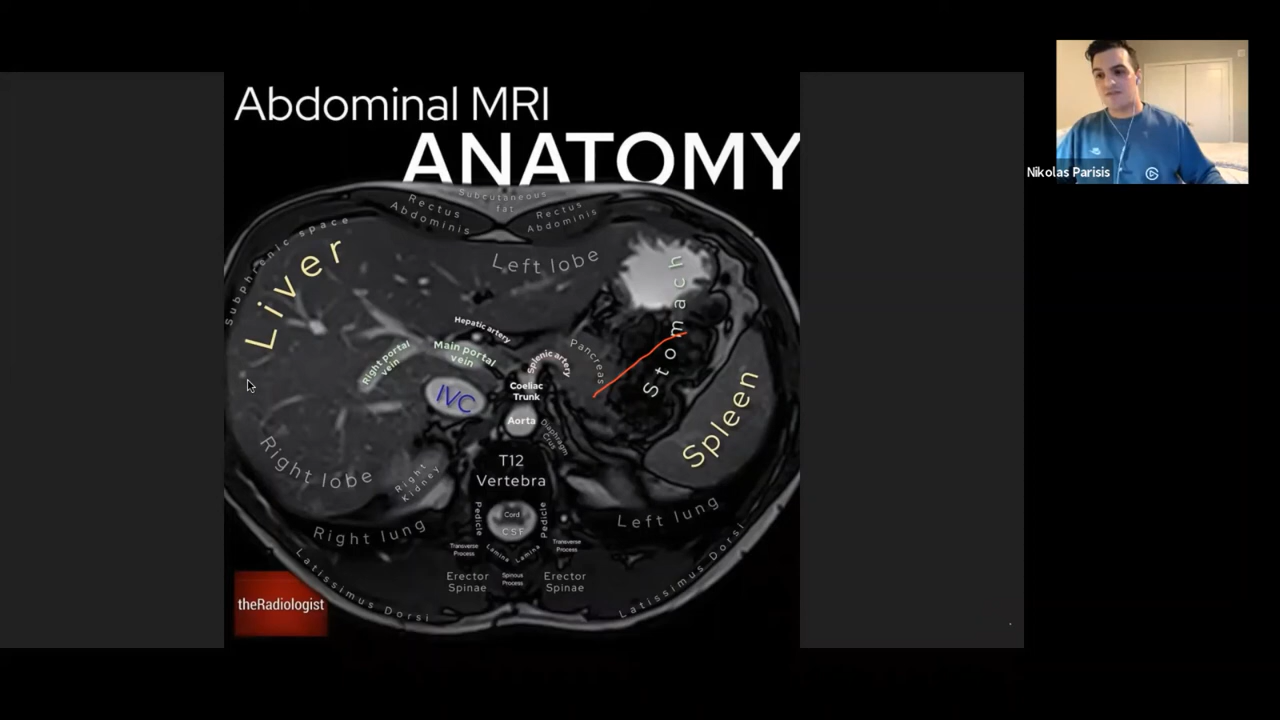 Abdominal MRI
ANATOMY
Nikolas Parisis
Subcutaneous
fat
Rectus
Abdominis
Rectus
Abdominis
Subphrenic space
Liver
Left lobe
Stomach
Hepatic artery
Right portal
vein
Main portal
vein
Splenic artery
Pancreas
IVC
Coeliac
Trunk
Aorta
Diaphragm
Crus
Spleen
Right lobe
Right
Kidney
T12
Vertebra
Right lung
Left lung
Pedicle
Cord
CSF
Pedicle
Transverse
Process
Lamina
Lamina
Transverse
Process
Erector
Spinae
Spinous
Process
Erector
Spinae
Latissimus Dorsi
Latissimus Dorsi
theRadiologist